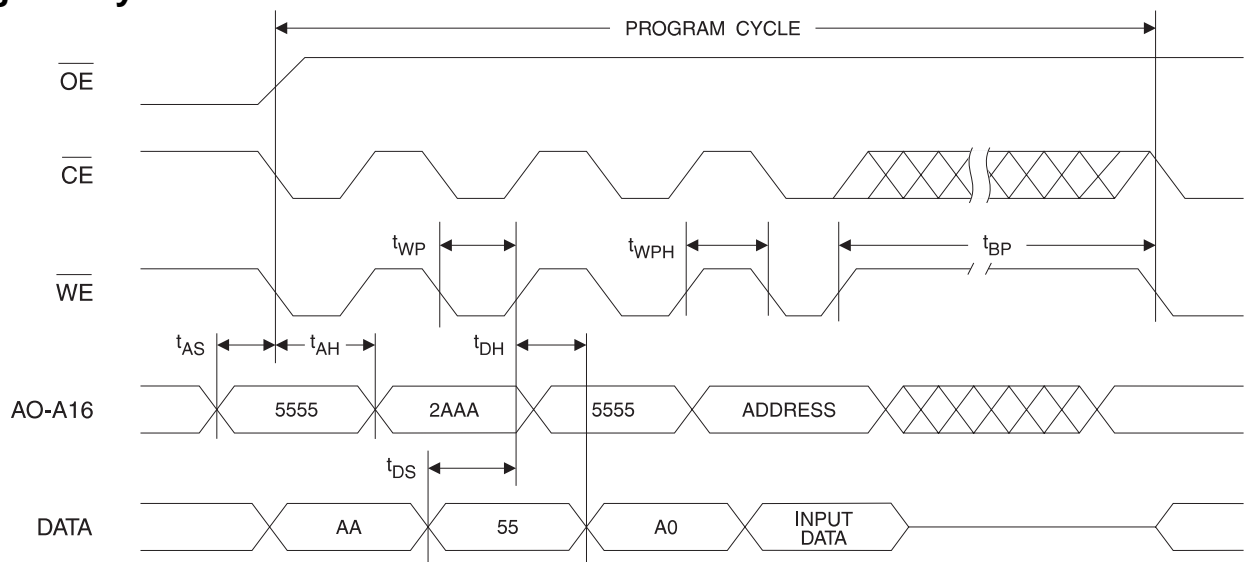 PROGRAM CYCLE
OE
CE
tWP
tWPH
tBP
WE
tAS
tAH
tDH
AO-A16
5555
2AAA
5555
ADDRESS
tDS
DATA
AA
55
A0
INPUT
DATA